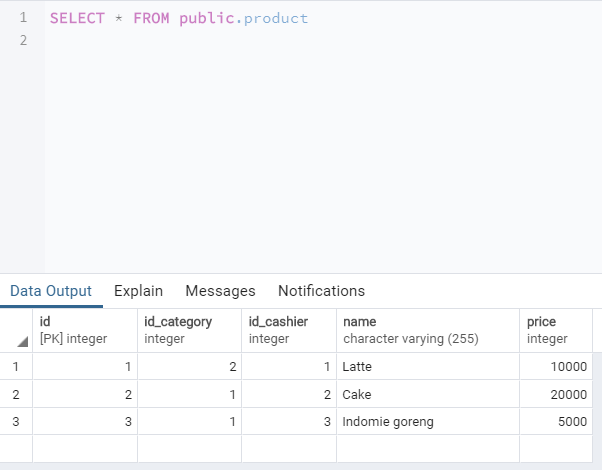 1 SELECT * FROM public.product
2
Data Output Explain Messages Notifications
id id_category id_cashier name price
[PK] integer integer integer character varying (255) integer
1 1 2 1 Latte 10000
2 2 1 2 Cake 20000
3 3 1 3 Indomie goreng 5000